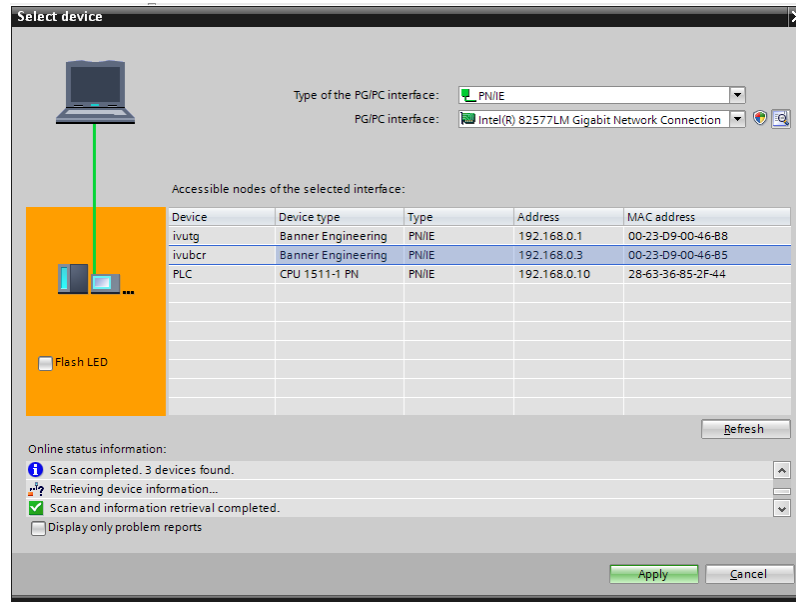 Select device
Type of the PG/PC interface: PN/IE
PG/PC interface: Intel(R) 82577LM Gigabit Network Connection
Accessible nodes of the selected interface:
Device Device type Type Address MAC address
ivutg Banner Engineering PN/IE 192.168.0.1 00-23-D9-00-46-B8
ivubcr Banner Engineering PN/IE 192.168.0.3 00-23-D9-00-46-B5
PLC CPU 1511-1 PN PN/IE 192.168.0.10 28-63-36-85-2F-44
...
Flash LED
Refresh
Online status information:
Scan completed. 3 devices found.
Retrieving device information...
Scan and information retrieval completed.
Display only problem reports
Apply Cancel